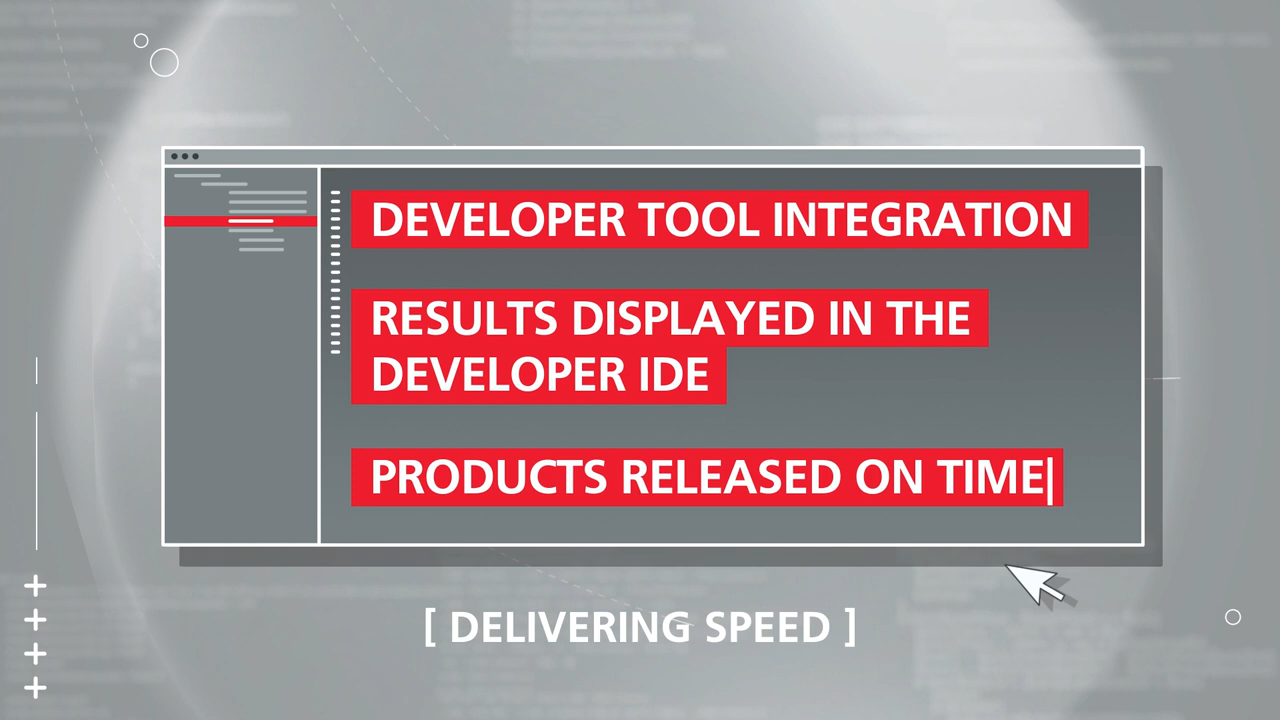 DEVELOPER TOOL INTEGRATION
RESULTS DISPLAYED IN THE
DEVELOPER IDE
PRODUCTS RELEASED ON TIME
[ DELIVERING SPEED ]